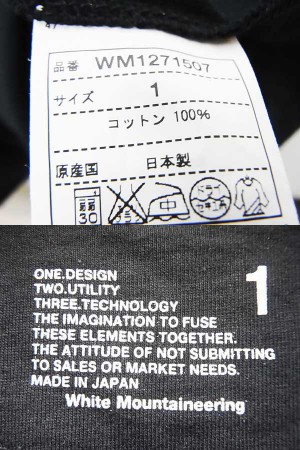 品番 WM1271507
サイズ 1
コットン 100%
原産国 日本製
30
ONE.DESIGN 1
TWO.UTILITY
THREE.TECHNOLOGY
THE IMAGINATION TO FUSE
THESE ELEMENTS TOGETHER.
THE ATTITUDE OF NOT SUBMITTING
TO SALES OR MARKET NEEDS.
MADE IN JAPAN
White Mountaineering